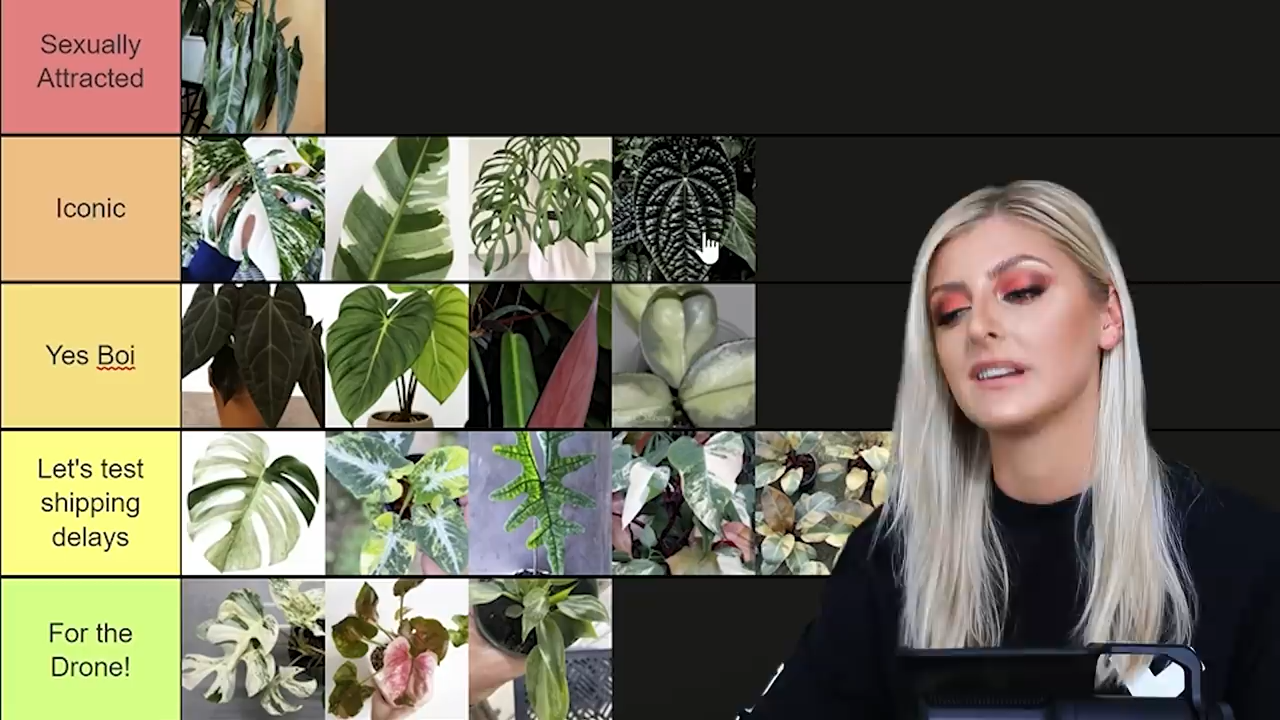 Sexually
Attracted
Iconic
Yes Boi
Let's test
shipping
delays
For the
Drone!